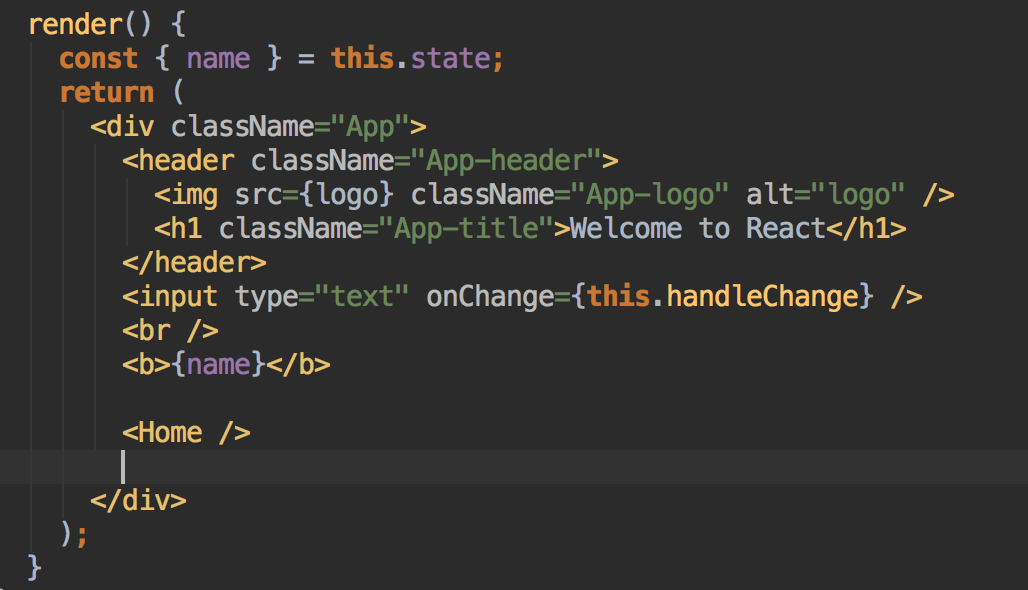 render() {
  const { name } = this.state;
  return (
    <div className="App">
      <header className="App-header">
        <img src={logo} className="App-logo" alt="logo" />
        <h1 className="App-title">Welcome to React</h1>
      </header>
      <input type="text" onChange={this.handleChange} />
      <br />
      <b>{name}</b>

      <Home />

    </div>
  );
}